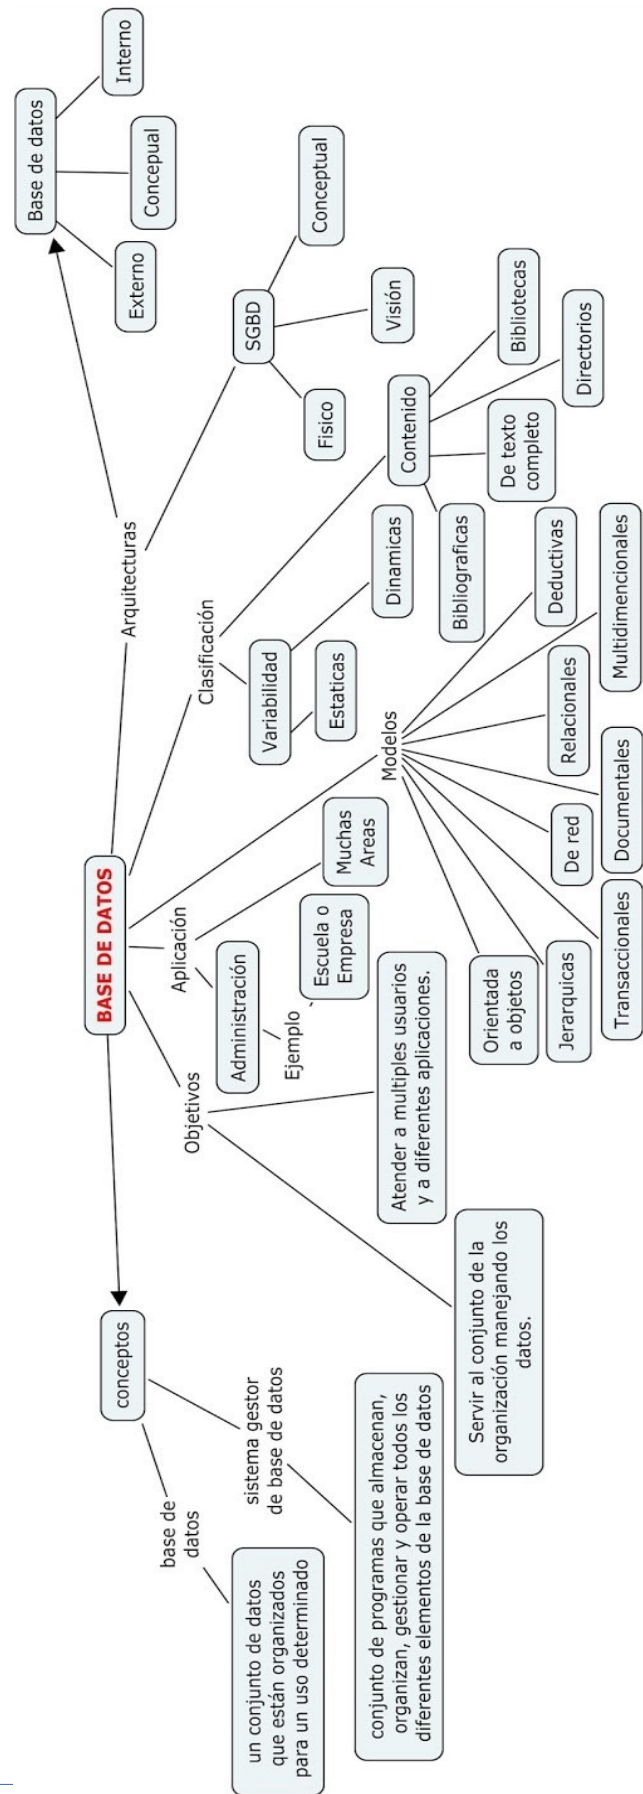 BASE DE DATOS
conceptos
base de
datos
un conjunto de datos
que están organizados
para un uso determinado
sistema gestor
de base de datos
conjunto de programas que almacenan,
organizan, gestionar y operar todos los
diferentes elementos de la base de datos
Objetivos
Servir al conjunto de la
organización manejando los
datos.
Atender a multiples usuarios
y a diferentes aplicaciones.
Aplicación
Administración
Ejemplo
Escuela o
Empresa
Muchas
Areas
Modelos
Orientada
a objetos
Jerarquicas
Transaccionales
De red
Documentales
Relacionales
Multidimencionales
Deductivas
Clasificación
Variabilidad
Estaticas
Dinamicas
Contenido
Bibliograficas
De texto
completo
Directorios
Bibliotecas
Arquitecturas
SGBD
Fisico
Visión
Conceptual
Base de datos
Externo
Concepual
Interno